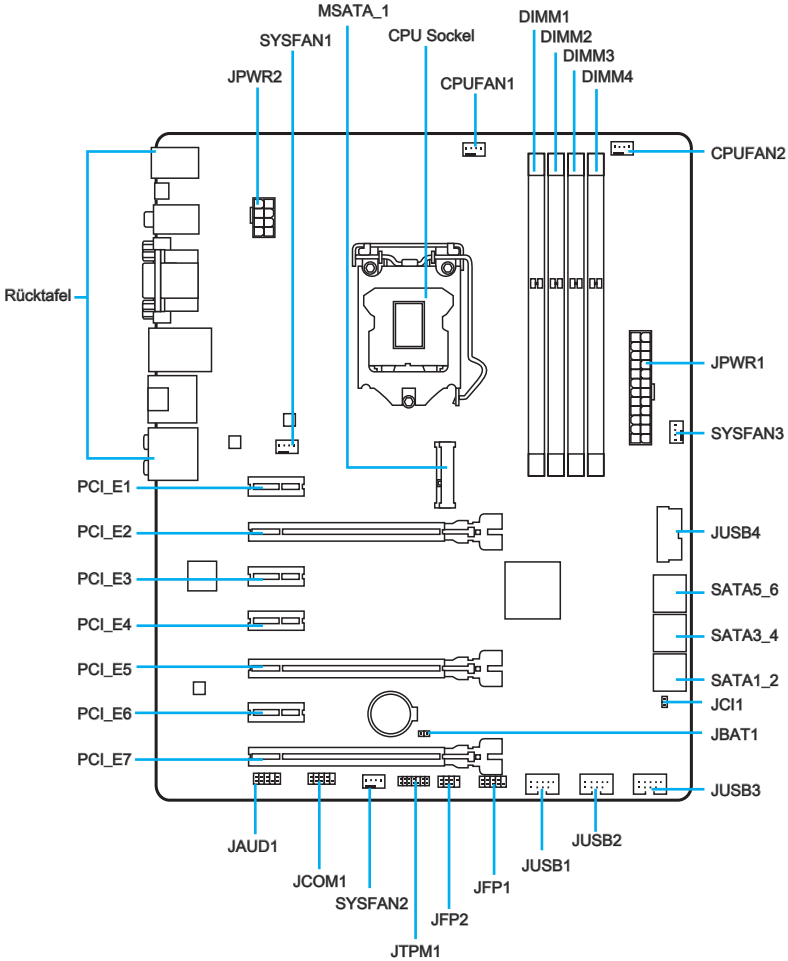 MSATA_1
DIMM1
SYSFAN1
CPU Sockel
DIMM2
DIMM3
JPWR2
CPUFAN1
DIMM4
CPUFAN2
Rücktafel
JPWR1
SYSFAN3
PCI_E1
PCI_E2
JUSB4
PCI_E3
SATA5_6
PCI_E4
SATA3_4
PCI_E5
SATA1_2
JCI1
PCI_E6
JBAT1
PCI_E7
JUSB3
JAUD1
JUSB2
JUSB1
JCOM1
JFP1
SYSFAN2
JFP2
JTPM1